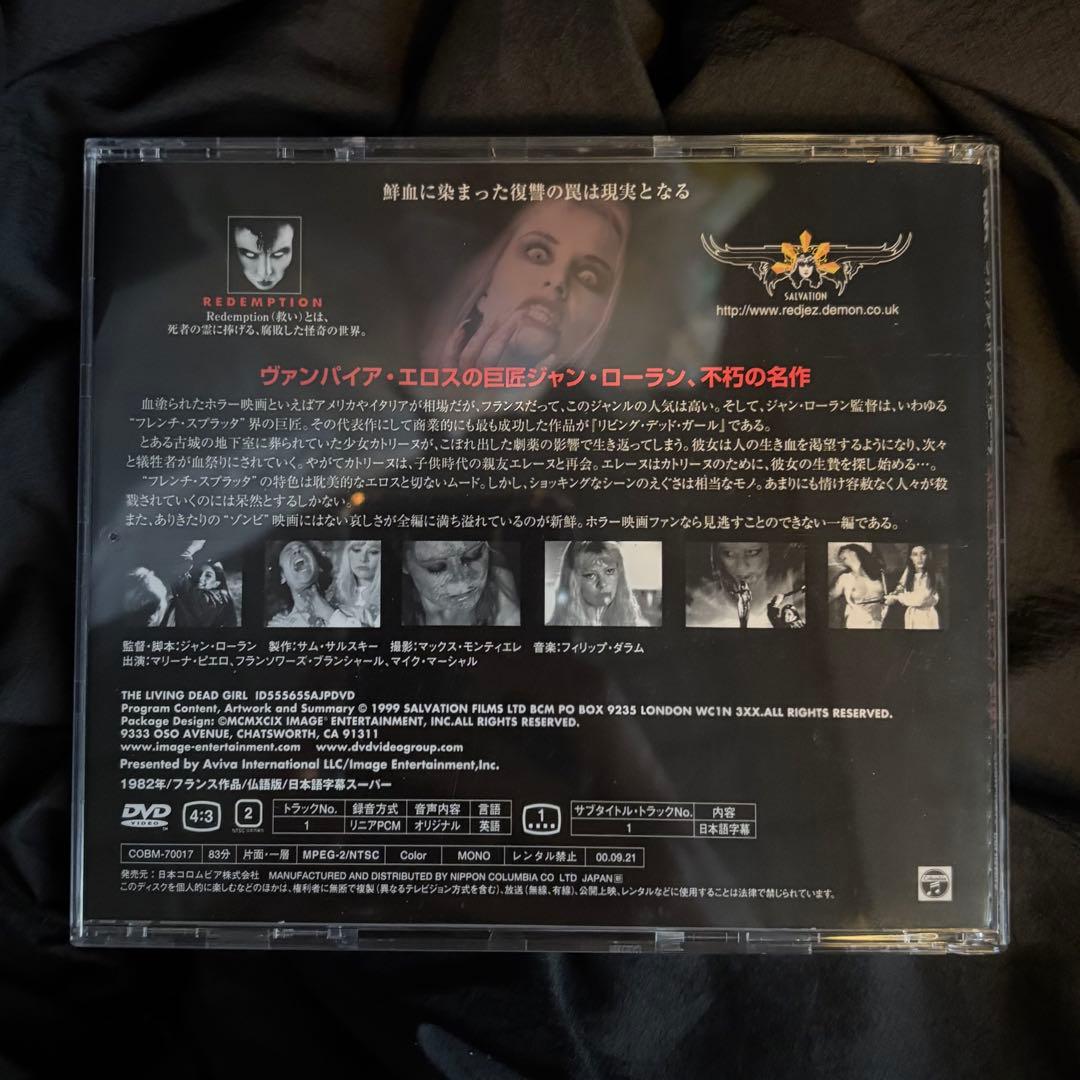 鮮血に染まった復讐の罠は現実となる
REDEMPTION
Redemption(救い)とは、
死者の霊に捧げる、腐敗した怪奇の世界。
SALVATION
http://www.redjez.demon.co.uk
ヴァンパイア・エロスの巨匠ジャン・ローラン、不朽の名作
血塗られたホラー映画といえばアメリカやイタリアが相場だが、フランスだって、このジャンルの人気は高い。そして、ジャン・ローラン監督は、いわゆる
“フレンチ・スプラッタ”界の巨匠。その代表作にして商業的にも最も成功した作品が『リビング・デッド・ガール』である。
とある古城の地下室に葬られていた少女カトリーヌが、こぼれ出した劇薬の影響で生き返ってしまう。彼女は人の生き血を渇望するようになり、次々
と犠牲者が血祭りにされていく。やがてカトリーヌは、子供時代の親友エレーヌと再会。エレーヌはカトリーヌのために、彼女の生贄を探し始める…。
“フレンチ・スプラッタ”の特色は耽美的なエロスと切ないムード。しかし、ショッキングなシーンのえぐさは相当なモノ。あまりにも情け容赦なく人々が殺
戮されていくのには呆然とするしかない。
また、ありきたりの“ゾンビ”映画にはない哀しさが全編に満ち溢れているのが新鮮。ホラー映画ファンなら見逃すことのできない一編である。
監督・脚本:ジャン・ローラン 製作:サム・サルスキー 撮影:マックス・モンティエレ 音楽:フィリップ・ダラム
出演:マリーナ・ピエロ、フランソワーズ・ブランシャール、マイク・マーシャル
THE LIVING DEAD GIRL ID55565SAJPDVD
Program Content, Artwork and Summary © 1999 SALVATION FILMS LTD BCM PO BOX 9235 LONDON WC1N 3XX.ALL RIGHTS RESERVED.
Package Design: ©MCMXCIX IMAGE® ENTERTAINMENT, INC.ALL RIGHTS RESERVED.
9333 OSO AVENUE, CHATSWORTH, CA 91311
www.image-entertainment.com www.dvdvideogroup.com
Presented by Aviva International LLC/Image Entertainment,Inc.
1982年/フランス作品/仏語版/日本語字幕スーパー
DVD VIDEO 4:3 2 トラックNo. 録音方式 音声内容 言語 1 サブタイトル・トラックNo. 内容
1 リニアPCM オリジナル 英語 1 日本語字幕
COBM-70017 83分 片面・一層 MPEG-2/NTSC Color MONO レンタル禁止 00.09.21
発売元:日本コロムビア株式会社 MANUFACTURED AND DISTRIBUTED BY NIPPON COLUMBIA CO LTD JAPAN
このディスクを個人的に楽しむなどのほかは、権利者に無断で複製(異なるテレビジョン方式を含む)、放送(無線、有線)、公開上映、レンタルなどに使用することは法律で禁じられています。
Columbia